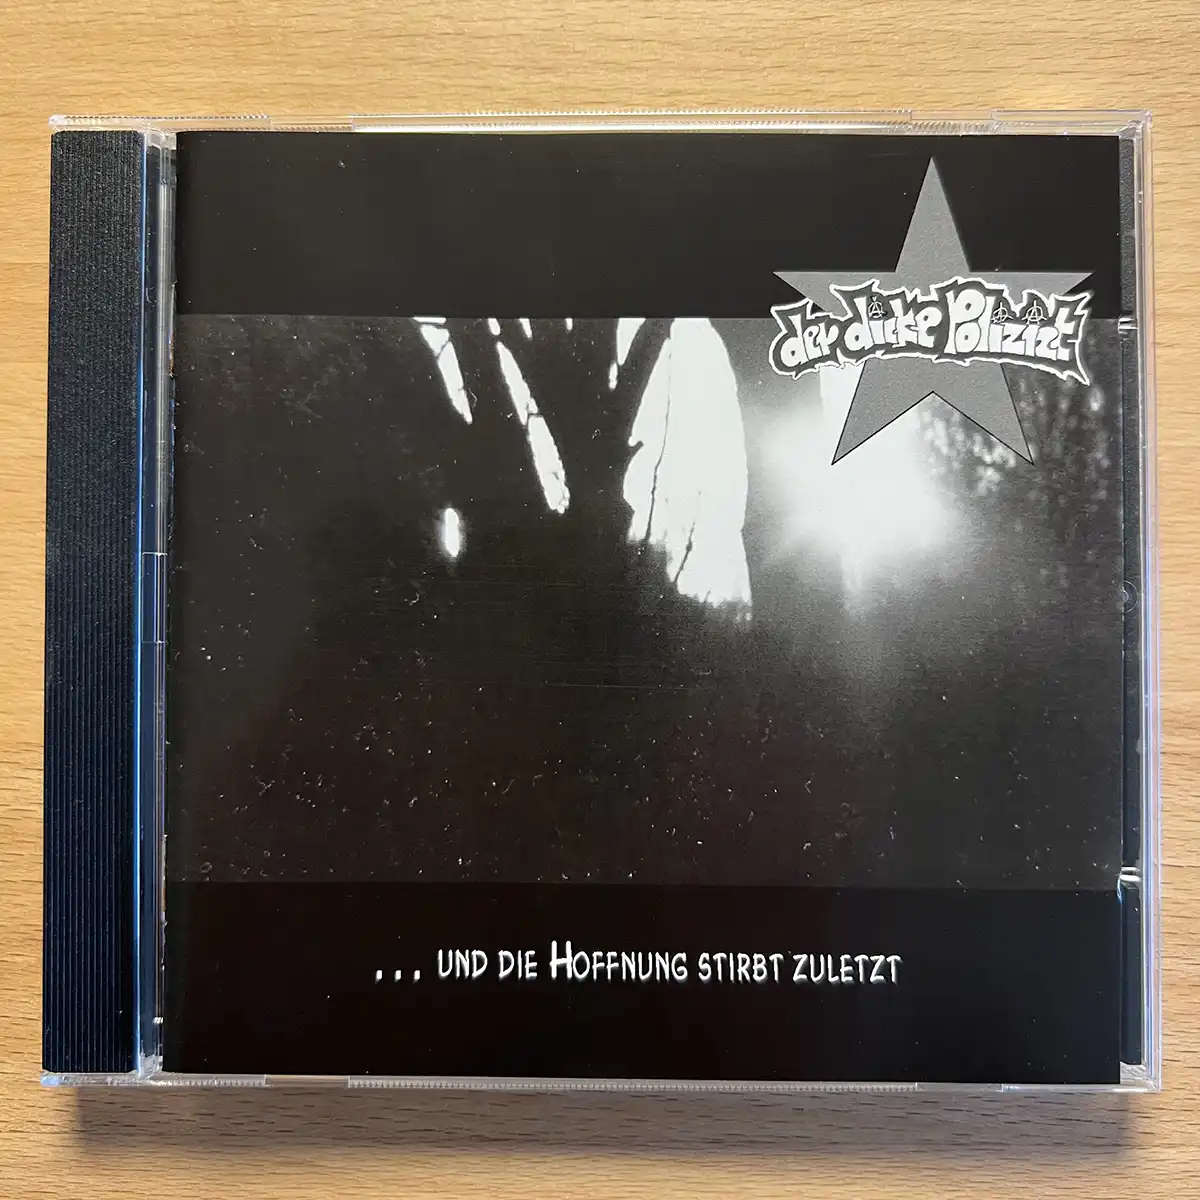 der dicke Polizist
... UND DIE HOFFNUNG STIRBT ZULETZT